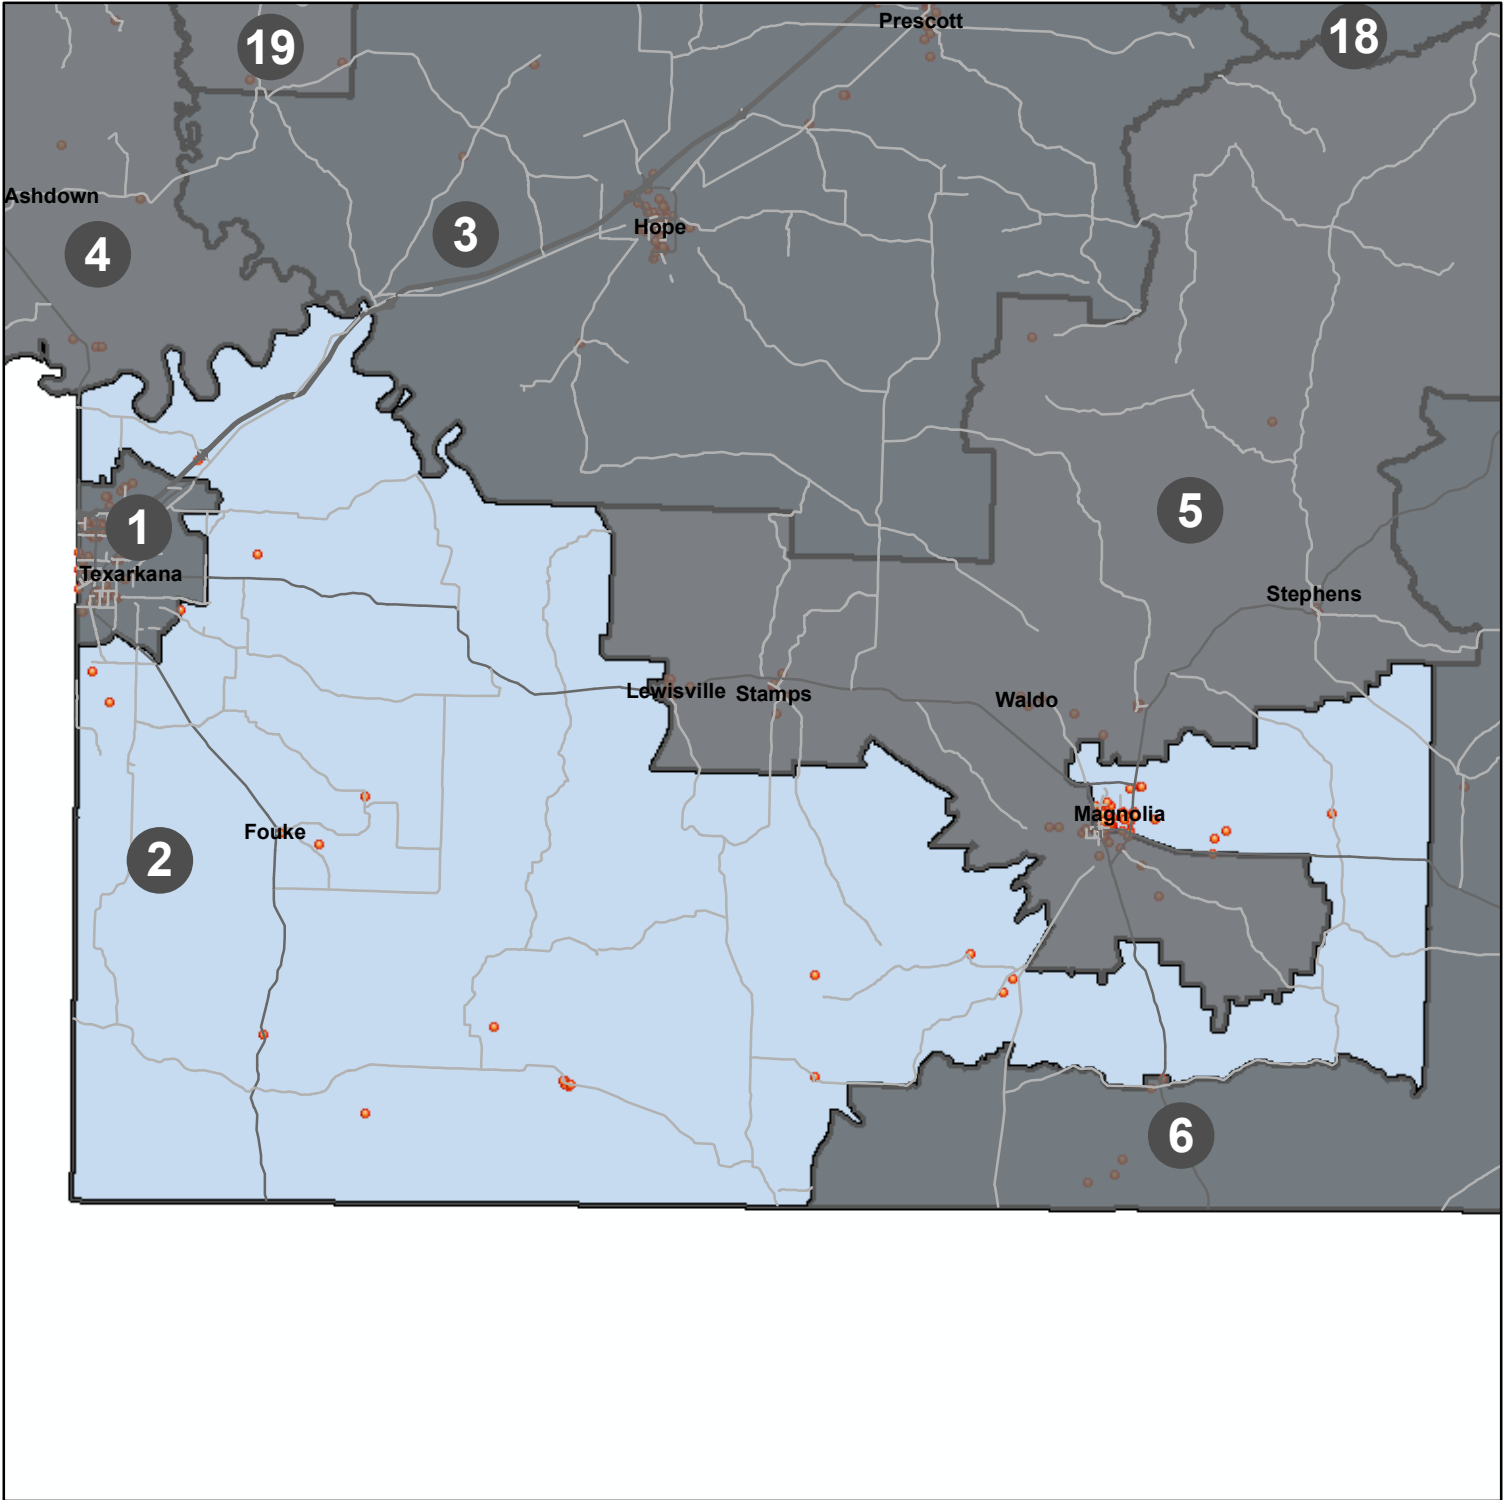 Prescott
19
18
Ashdown
3
Hope
4
5
1
Texarkana
Stephens
Lewisville
Stamps
Waldo
Magnolia
Fouke
2
6